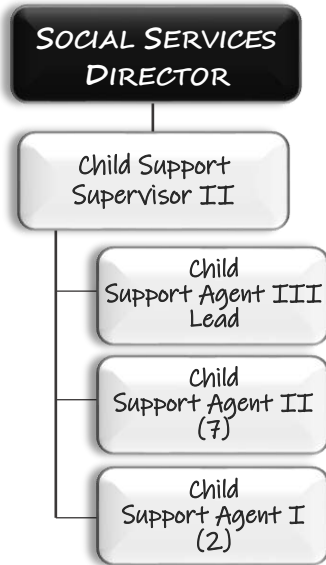 SOCIAL SERVICES
DIRECTOR
Child Support
Supervisor II
Child
Support Agent III
Lead
Child
Support Agent II
(7)
Child
Support Agent I
(2)